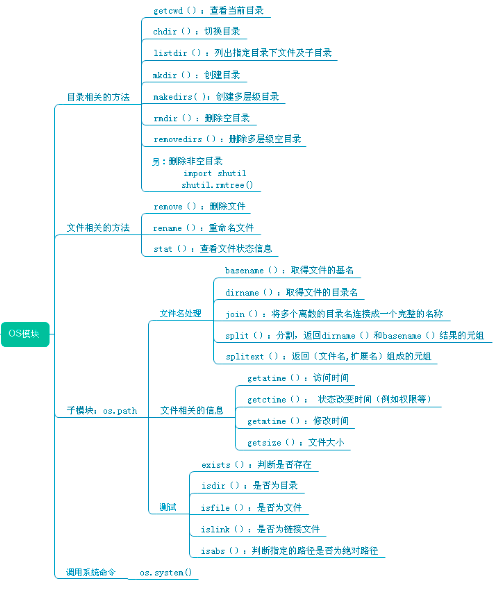 OS模块
目录相关的方法
getcwd（）：查看当前目录
chdir（）：切换目录
listdir（）：列出指定目录下文件及子目录
mkdir（）：创建目录
makedirs( )：创建多层级目录
rmdir（）：删除空目录
removedirs（）：删除多层级空目录
另：删除非空目录
import shutil
shutil.rmtree()
文件相关的方法
remove（）：删除文件
rename（）：重命名文件
stat（）：查看文件状态信息
子模块：os.path
文件名处理
basename（）：取得文件的基名
dirname（）：取得文件的目录名
join（）：将多个离散的目录名连接成一个完整的名称
split（）：分割，返回dirname（）和basename（）结果的元组
splitext（）：返回（文件名,扩展名）组成的元组
文件相关的信息
getatime（）：访问时间
getctime（）： 状态改变时间（例如权限等）
getmtime（）：修改时间
getsize（）：文件大小
测试
exists（）：判断是否存在
isdir（）：是否为目录
isfile（）：是否为文件
islink（）：是否为链接文件
isabs（）：判断指定的路径是否为绝对路径
调用系统命令
os.system()